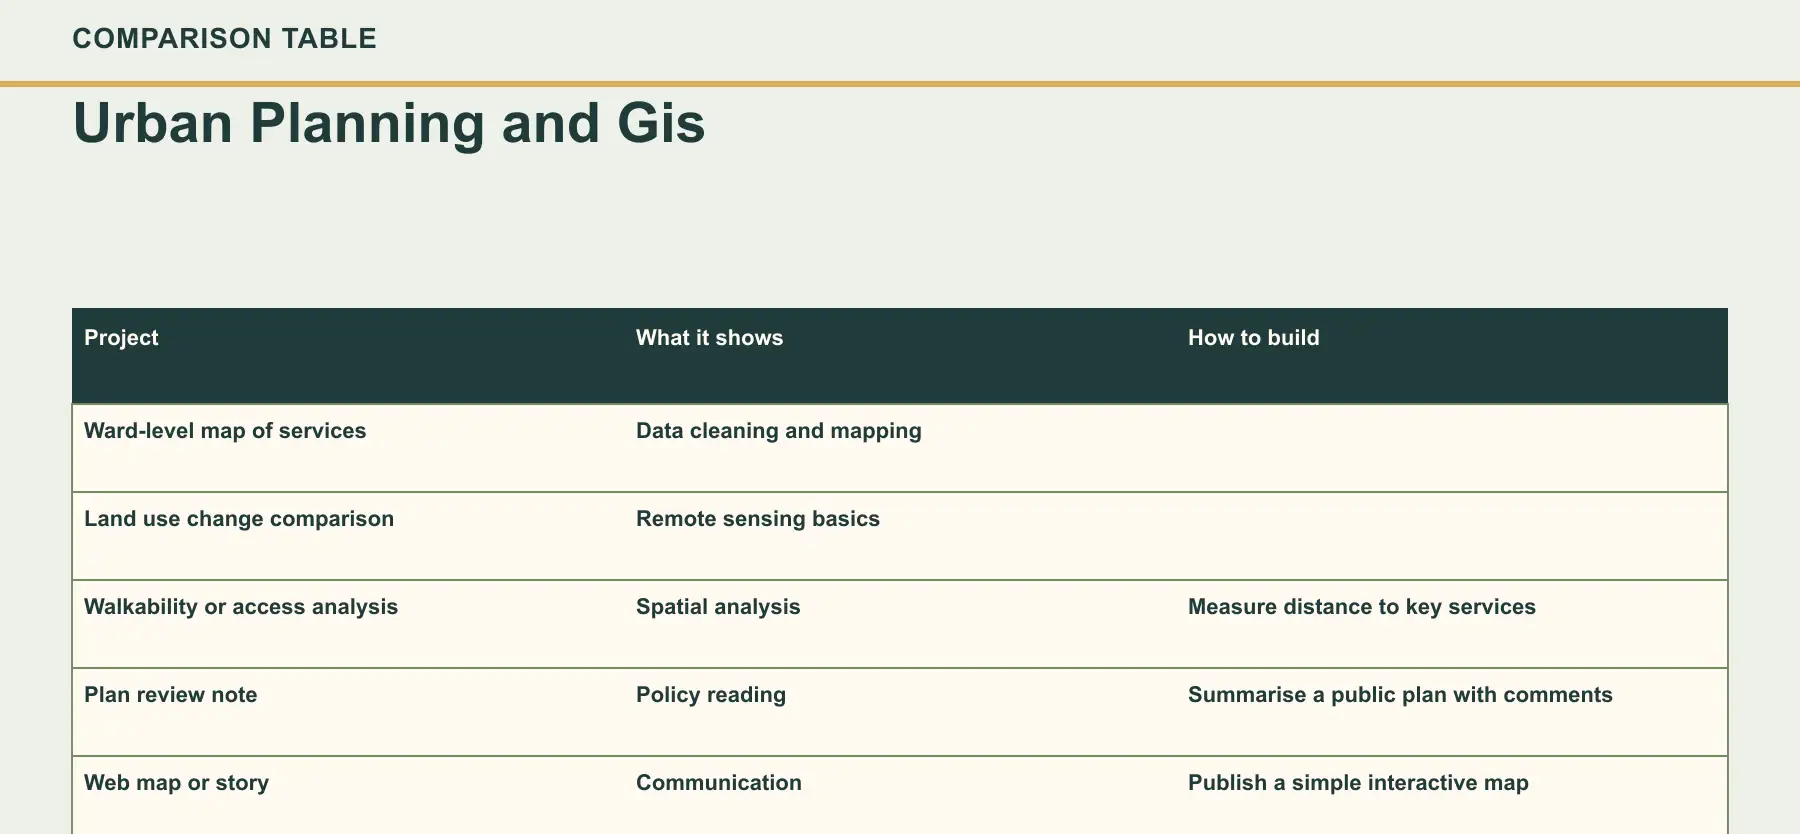 COMPARISON TABLE
Urban Planning and Gis
Project What it shows How to build
Ward-level map of services Data cleaning and mapping
Land use change comparison Remote sensing basics
Walkability or access analysis Spatial analysis Measure distance to key services
Plan review note Policy reading Summarise a public plan with comments
Web map or story Communication Publish a simple interactive map